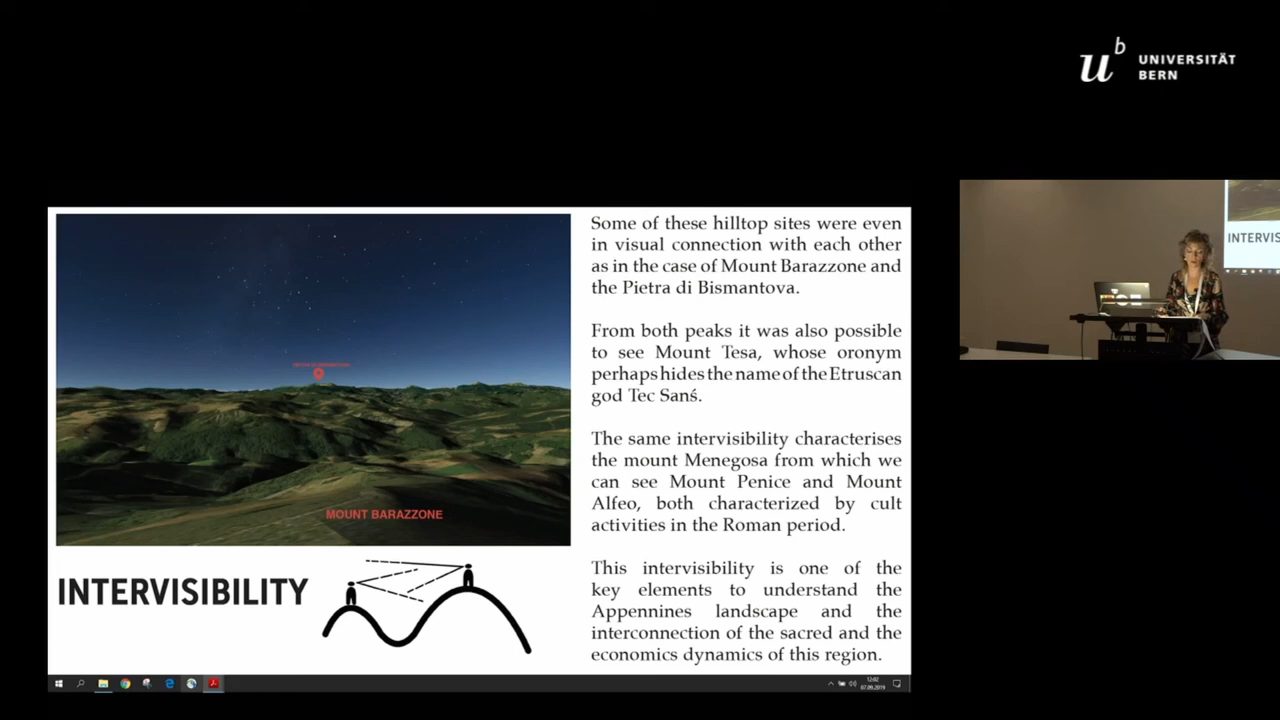 u^b UNIVERSITÄT
BERN
Some of these hilltop sites were even
in visual connection with each other
as in the case of Mount Barazzone and
the Pietra di Bismantova.
From both peaks it was also possible
to see Mount Tesa, whose oronym
perhaps hides the name of the Etruscan
god Tec Sanś.
The same intervisibility characterises
the mount Menegosa from which we
can see Mount Penice and Mount
Alfeo, both characterized by cult
activities in the Roman period.
This intervisibility is one of the
key elements to understand the
Appennines landscape and the
interconnection of the sacred and the
economics dynamics of this region.
MOUNT BARAZZONE
INTERVISIBILITY
12:02
07.09.2019
INTERVIS